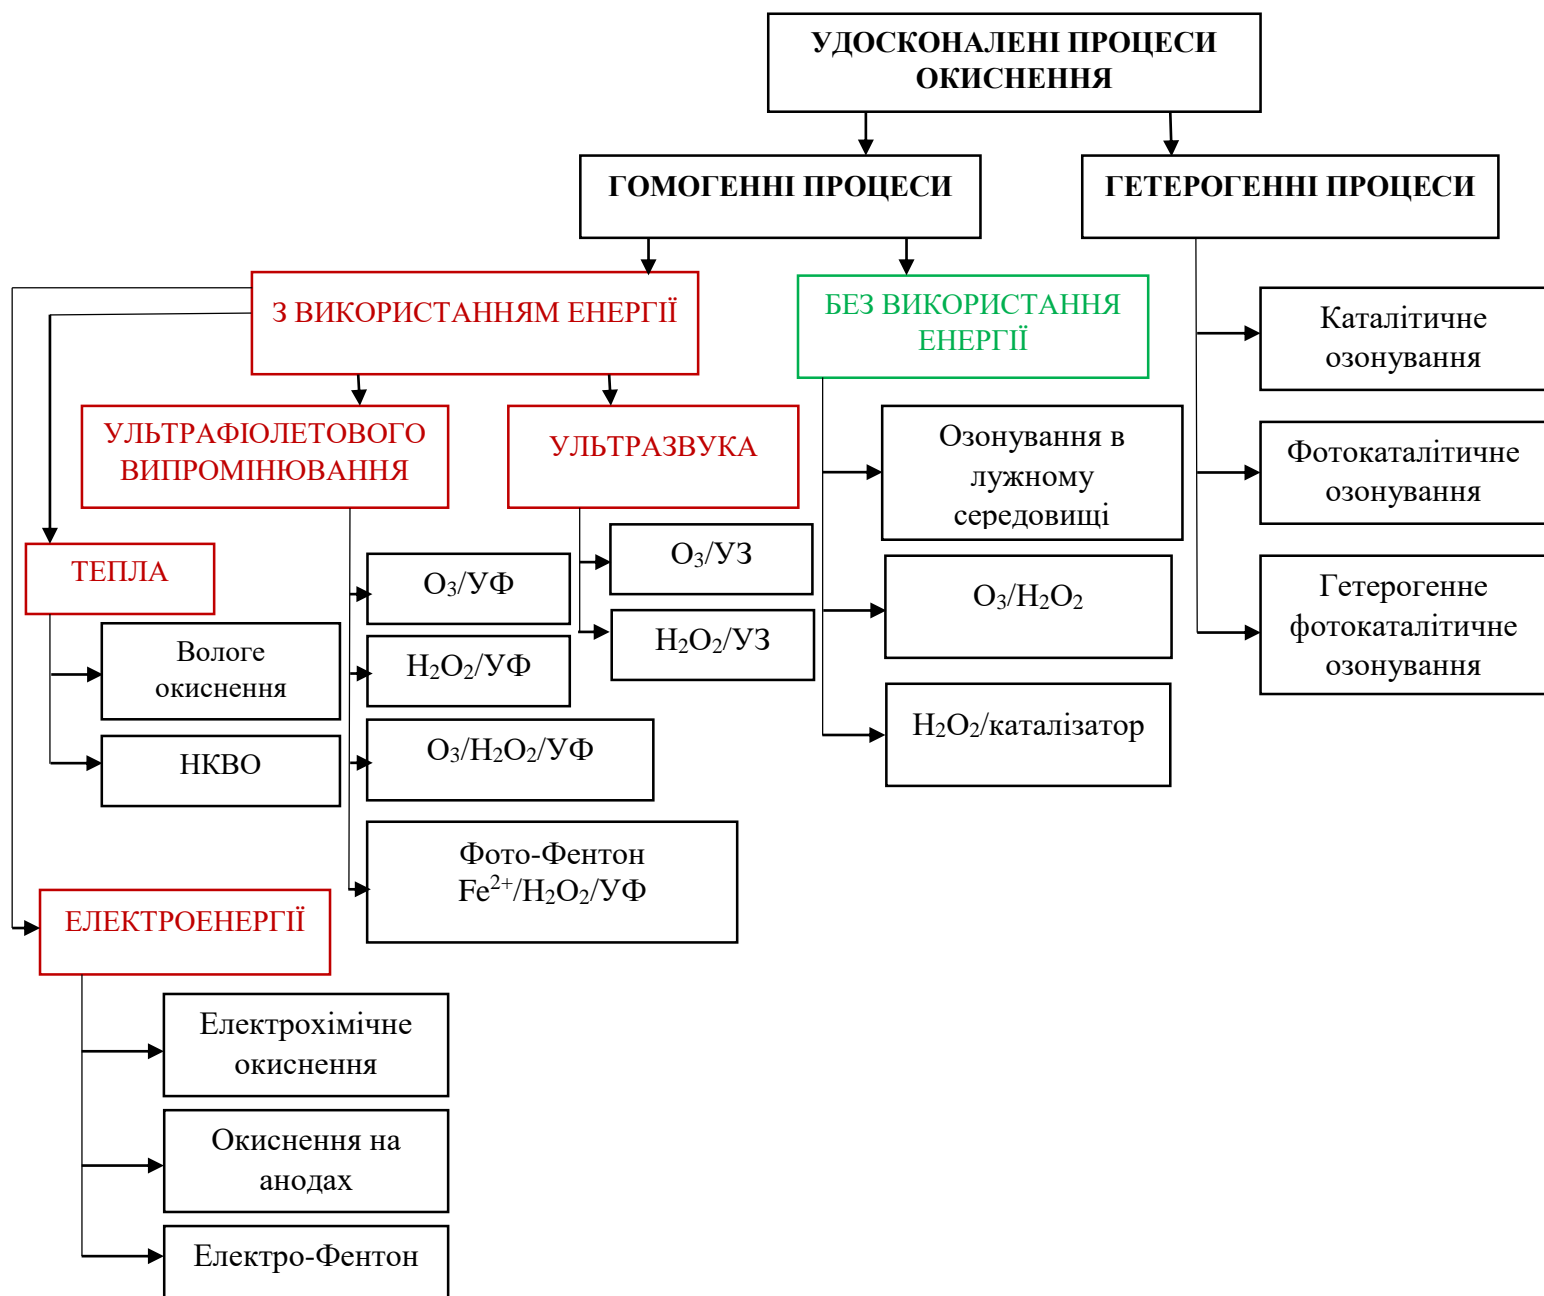 УДОСКОНАЛЕНІ ПРОЦЕСИ
ОКИСНЕННЯ
ГОМОГЕННІ ПРОЦЕСИ
ГЕТЕРОГЕННІ ПРОЦЕСИ
З ВИКОРИСТАННЯМ ЕНЕРГІЇ
БЕЗ ВИКОРИСТАННЯ
ЕНЕРГІЇ
Каталітичне
озонування
УЛЬТРАФІОЛЕТОВОГО
ВИПРОМІНЮВАННЯ
УЛЬТРАЗВУКА
Озонування в
лужному
середовищі
Фотокаталітичне
озонування
ТЕПЛА
O₃/УФ
O₃/УЗ
O₃/H₂O₂
Гетерогенне
фотокаталітичне
озонування
Вологе
окиснення
H₂O₂/УФ
H₂O₂/УЗ
H₂O₂/каталізатор
НКВО
O₃/H₂O₂/УФ
Фото-Фентон
Fe²⁺/H₂O₂/УФ
ЕЛЕКТРОЕНЕРГІЇ
Електрохімічне
окиснення
Окиснення на
анодах
Електро-Фентон